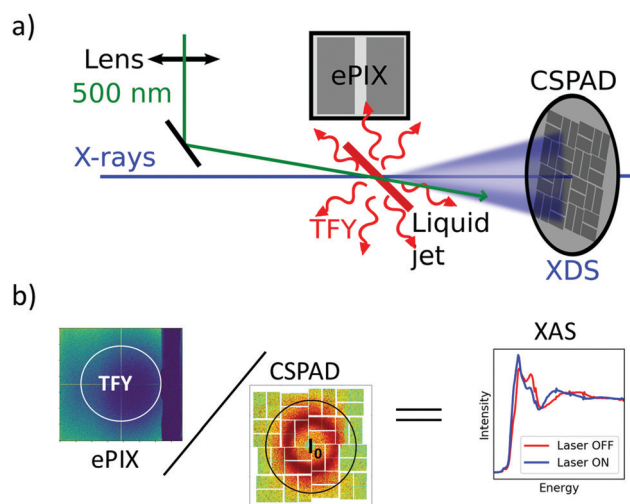 a)
Lens
500 nm
X-rays
ePIX
CSPAD
TFY
Liquid
jet
XDS
b)
TFY
ePIX
CSPAD
I₀
XAS
Intensity
Laser OFF
Laser ON
Energy